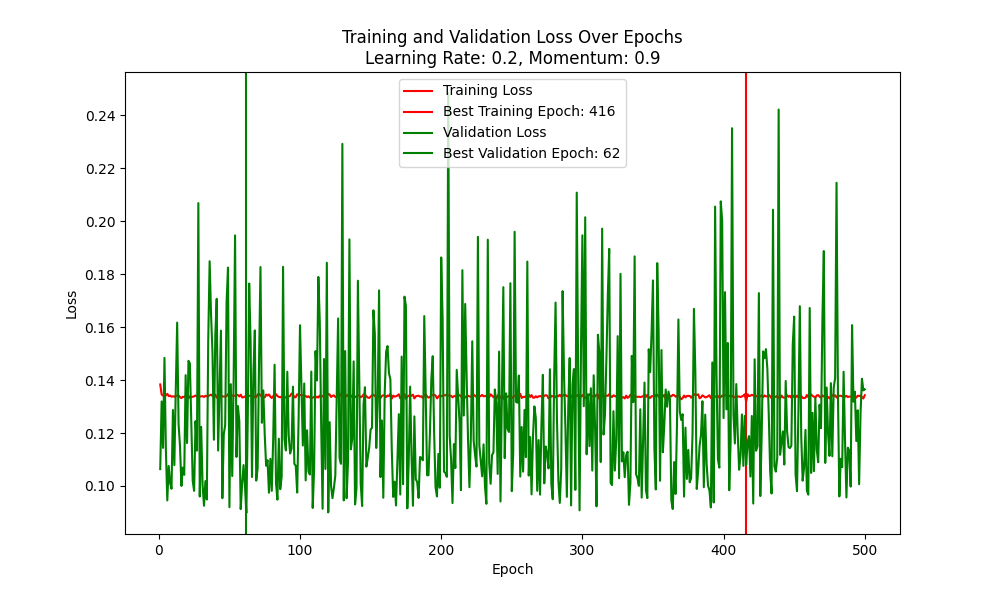 Training and Validation Loss Over Epochs
Learning Rate: 0.2, Momentum: 0.9
Training Loss
Best Training Epoch: 416
Validation Loss
Best Validation Epoch: 62
Loss
0.24
0.22
0.20
0.18
0.16
0.14
0.12
0.10
0 100 200 300 400 500
Epoch